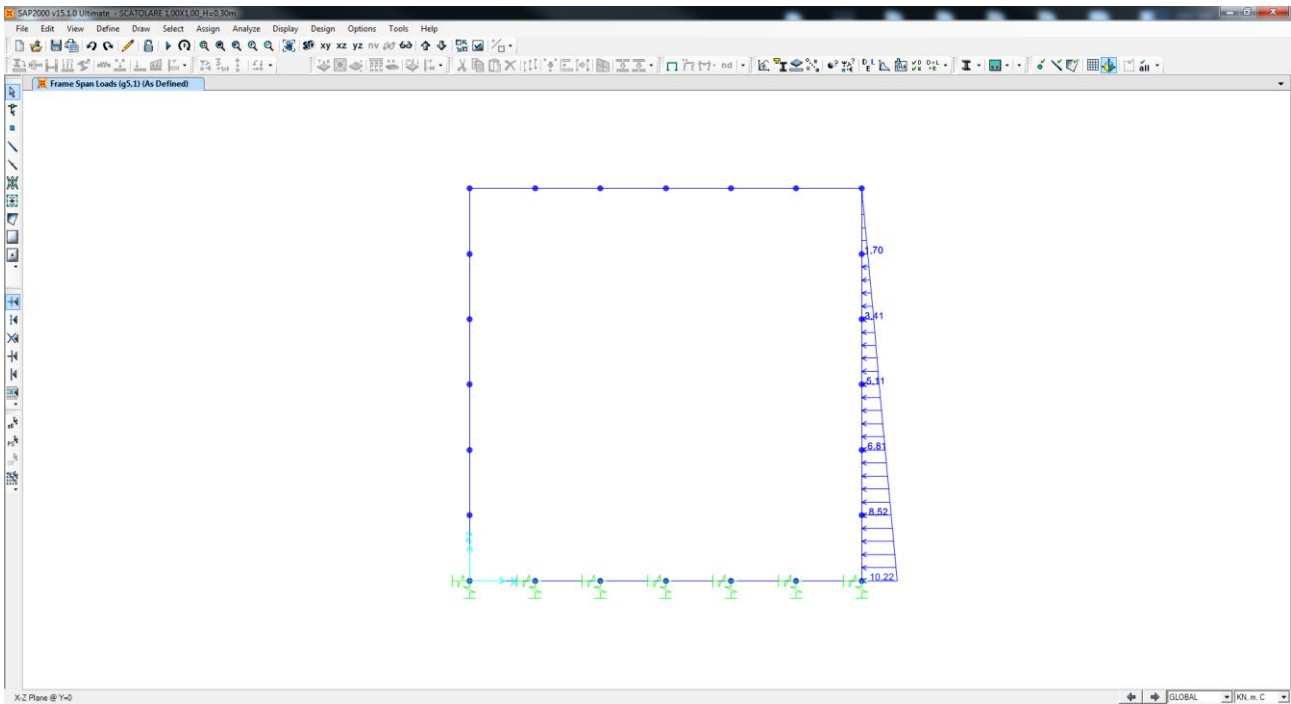 SAP2000 v15.1.0 Ultimate - SCATOLARE 1,00X1,00_H=0,30m
File Edit View Define Draw Select Assign Analyze Display Design Options Tools Help
xy xz yz nv
nd
all
Frame Span Loads (g5,1) (As Defined)
1,70
3,41
5,11
6,81
8,52
10,22
X
X-Z Plane @ Y=0
GLOBAL
KN, m, C